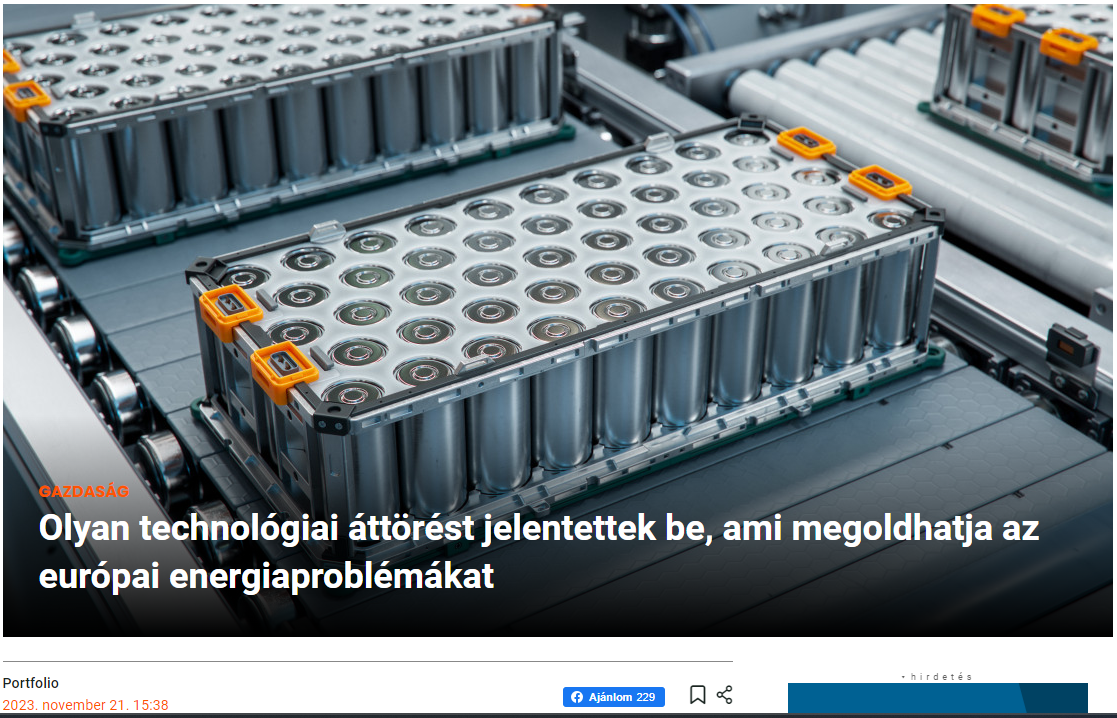 GAZDASÁG
Olyan technológiai áttörést jelentettek be, ami megoldhatja az
európai energiaproblémákat
Portfolio
2023. november 21. 15:38
Ajánlom 229
• hirdetés